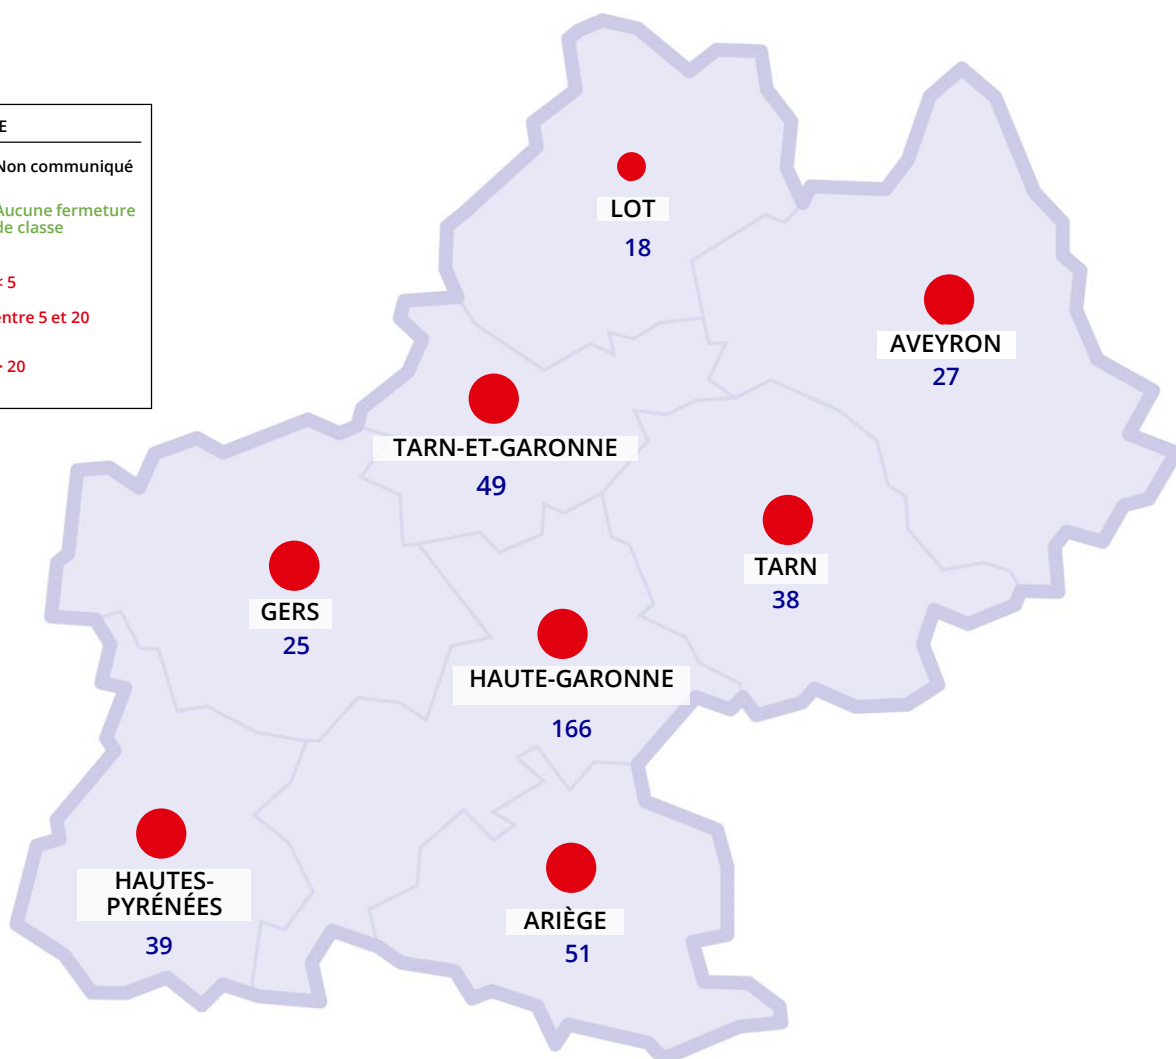 E
Non communiqué
Aucune fermeture
de classe
< 5
entre 5 et 20
> 20
LOT
18
AVEYRON
27
TARN-ET-GARONNE
49
TARN
38
GERS
25
HAUTE-GARONNE
166
HAUTES-
PYRÉNÉES
39
ARIÈGE
51